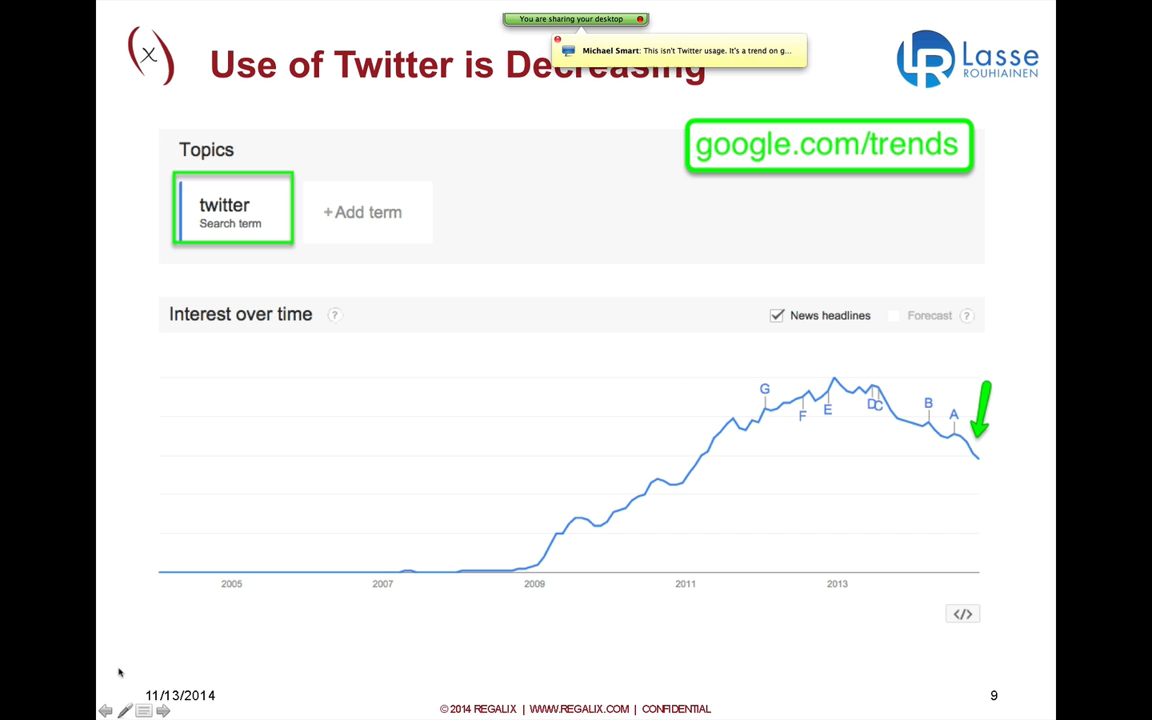 You are sharing your desktop
Michael Smart: This isn't Twitter usage. It's a trend on g...
(x)
Use of Twitter is Decreasing
LR
Lasse
ROUHIAINEN
google.com/trends
Topics
twitter
Search term
+Add term
Interest over time ?
News headlines
Forecast ?
G
F
E
D
C
B
A
2005 2007 2009 2011 2013
</>
11/13/2014
© 2014 REGALIX | WWW.REGALIX.COM | CONFIDENTIAL
9